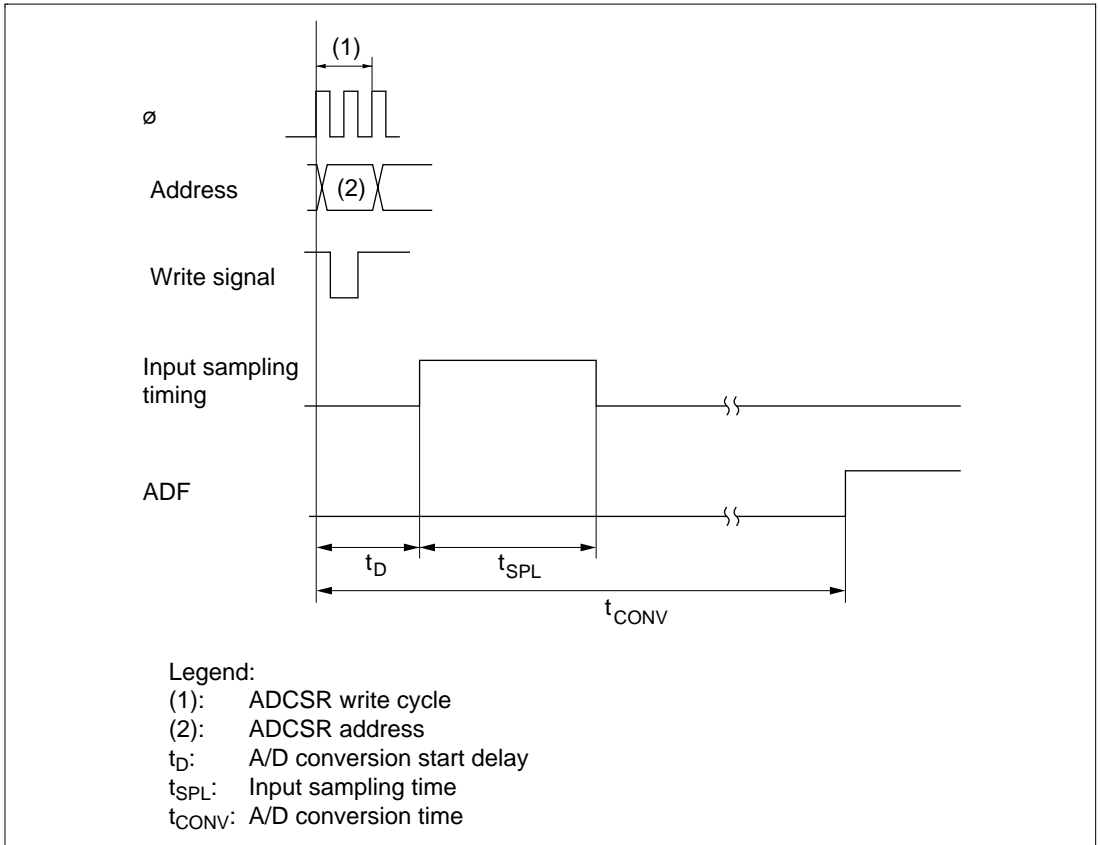 (1)
ø
Address
(2)
Write signal
Input sampling
timing
ADF
tD
tSPL
tCONV
Legend:
(1): ADCSR write cycle
(2): ADCSR address
tD: A/D conversion start delay
tSPL: Input sampling time
tCONV: A/D conversion time